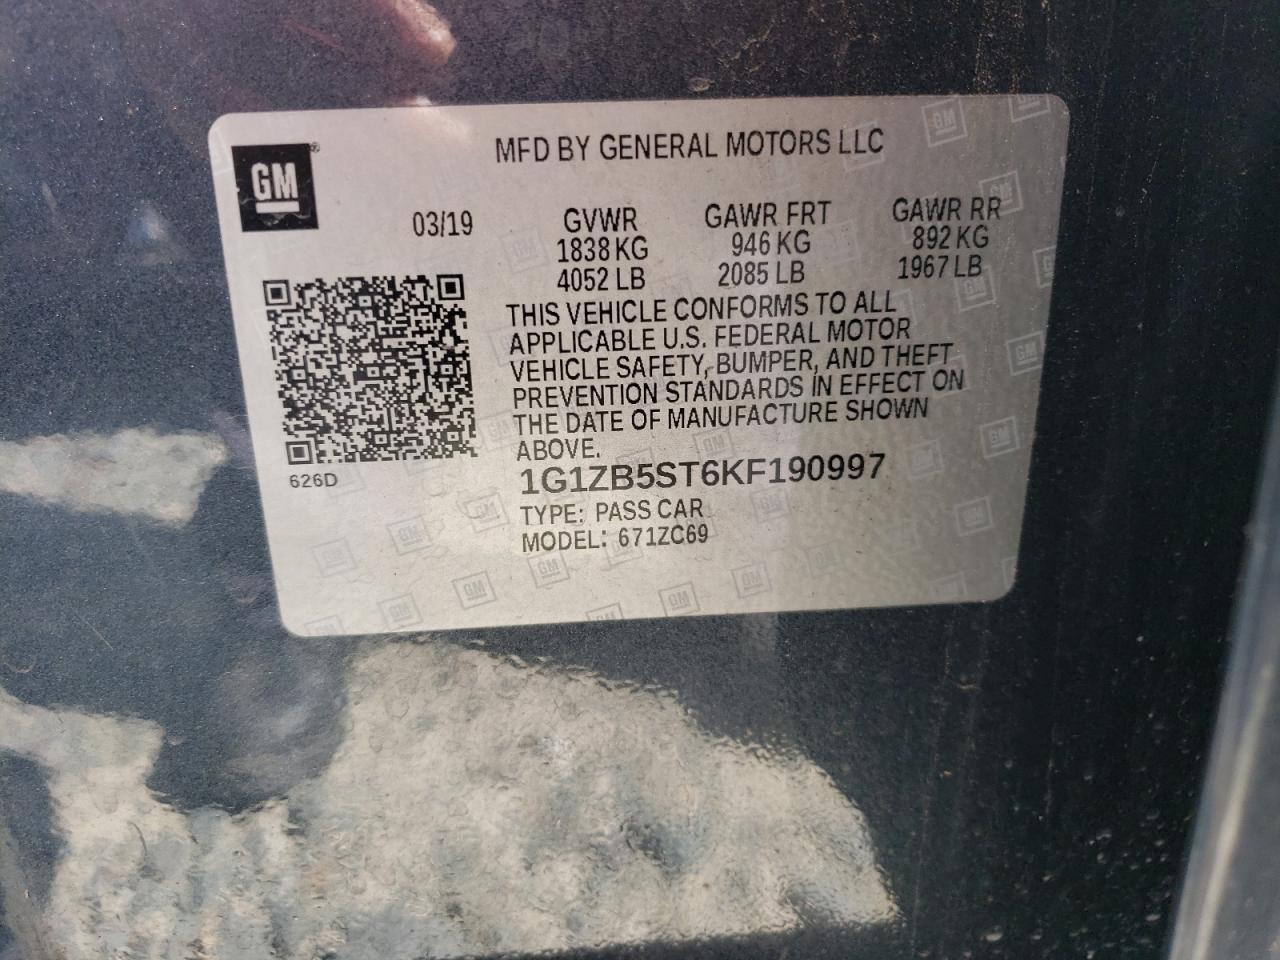 GM®
MFD BY GENERAL MOTORS LLC
03/19
GVWR
1838 KG
4052 LB
GAWR FRT
946 KG
2085 LB
GAWR RR
892 KG
1967 LB
THIS VEHICLE CONFORMS TO ALL
APPLICABLE U.S. FEDERAL MOTOR
VEHICLE SAFETY, BUMPER, AND THEFT
PREVENTION STANDARDS IN EFFECT ON
THE DATE OF MANUFACTURE SHOWN
ABOVE.
626D
1G1ZB5ST6KF190997
TYPE: PASS CAR
MODEL: 671ZC69